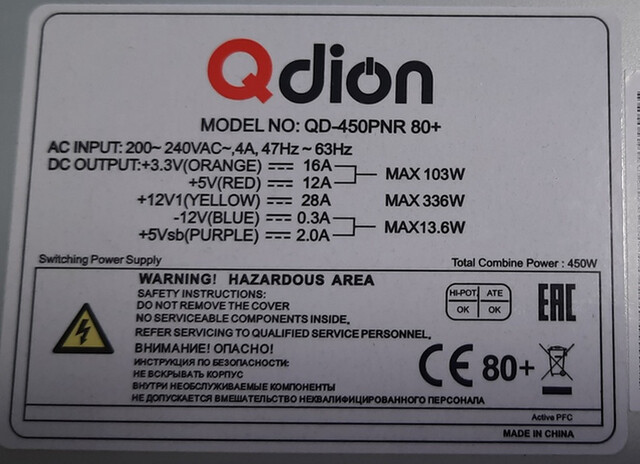 Qdion
MODEL NO: QD-450PNR 80+
AC INPUT: 200~ 240VAC~,4A, 47Hz ~ 63Hz
DC OUTPUT:+3.3V(ORANGE) 16A
+5V(RED) 12A
MAX 103W
+12V1(YELLOW) 28A MAX 336W
-12V(BLUE) 0.3A
+5Vsb(PURPLE) 2.0A
MAX13.6W
Switching Power Supply Total Combine Power : 450W
WARNING! HAZARDOUS AREA
SAFETY INSTRUCTIONS:
DO NOT REMOVE THE COVER
NO SERVICEABLE COMPONENTS INSIDE.
REFER SERVICING TO QUALIFIED SERVICE PERSONNEL.
ВНИМАНИЕ! ОПАСНО!
ИНСТРУКЦИЯ ПО БЕЗОПАСНОСТИ:
НЕ ВСКРЫВАТЬ КОРПУС
ВНУТРИ НЕОБСЛУЖИВАЕМЫЕ КОМПОНЕНТЫ
НЕ ДОПУСКАЕТСЯ ВМЕШАТЕЛЬСТВО НЕКВАЛИФИЦИРОВАННОГО ПЕРСОНАЛА
HI-POT ATE
OK OK
EAC
CE 80+
Active PFC
MADE IN CHINA